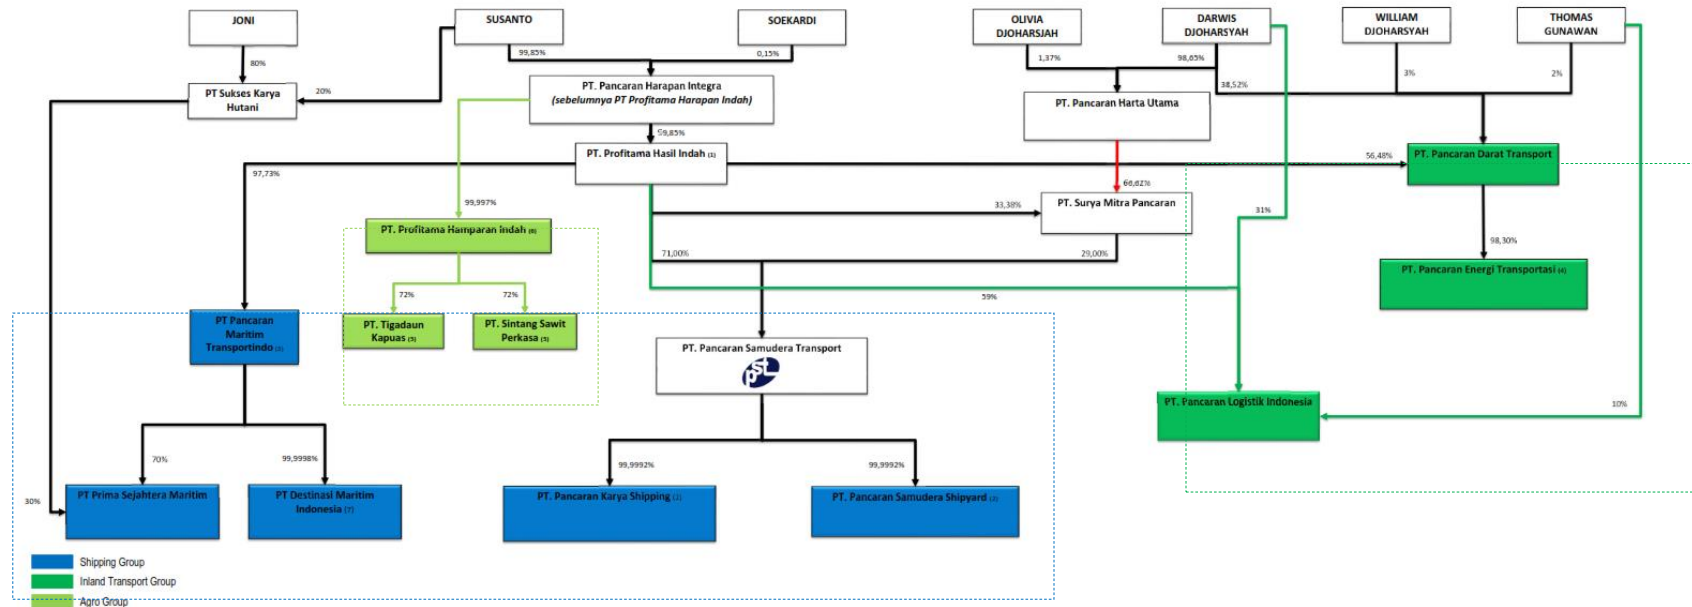 JONI
SUSANTO
SOEKARDI
OLIVIA
DJOHARSJAH
DARWIS
DJOHARSYAH
WILLIAM
DJOHARSYAH
THOMAS
GUNAWAN
99,85%
0,15%
1,37%
98,65%
80%
3%
2%
PT Sukses Karya
Hutani
20%
PT. Pancaran Harapan Integra
(sebelumnya PT Profitama Harapan Indah)
38,52%
PT. Pancaran Harta Utama
59,85%
PT. Profitama Hasil Indah (1)
PT. Pancaran Darat Transport
56,48%
97,73%
66,62%
99,997%
PT. Surya Mitra Pancaran
33,38%
31%
PT. Profitama Hamparan indah (6)
71,00%
29,00%
98,30%
PT. Pancaran Energi Transportasi (4)
72%
72%
59%
PT Pancaran
Maritim
Transportindo
PT. Tigadaun
Kapuas (5)
PT. Sintang Sawit
Perkasa (5)
PT. Pancaran Samudera Transport
pst
PT. Pancaran Logistik Indonesia
10%
70%
99,9998%
99,9992%
99,9992%
30%
PT Prima Sejahtera Maritim
PT Destinasi Maritim
Indonesia (7)
PT. Pancaran Karya Shipping
PT. Pancaran Samudera Shipyard
Shipping Group
Inland Transport Group
Agro Group